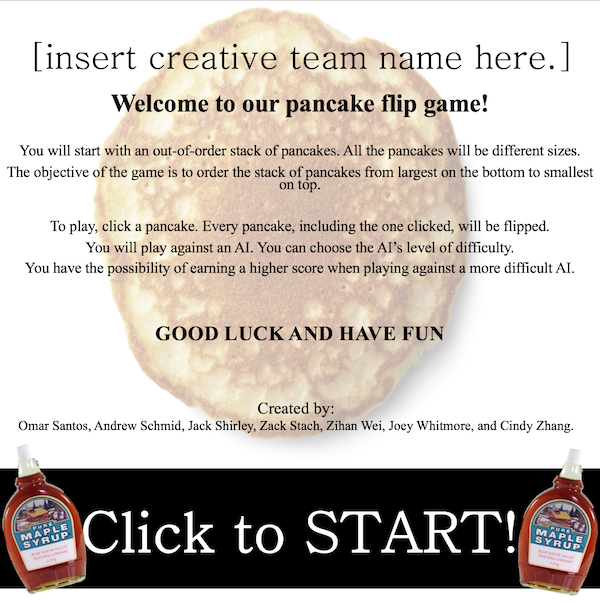 [insert creative team name here.]
Welcome to our pancake flip game!
You will start with an out-of-order stack of pancakes. All the pancakes will be different sizes.
The objective of the game is to order the stack of pancakes from largest on the bottom to smallest
on top.
To play, click a pancake. Every pancake, including the one clicked, will be flipped.
You will play against an AI. You can choose the AI’s level of difficulty.
You have the possibility of earning a higher score when playing against a more difficult AI.
GOOD LUCK AND HAVE FUN
Created by:
Omar Santos, Andrew Schmid, Jack Shirley, Zack Stach, Zihan Wei, Joey Whitmore, and Cindy Zhang.
Click to START!
PURE
MAPLE
SYRUP
PURE
MAPLE
SYRUP